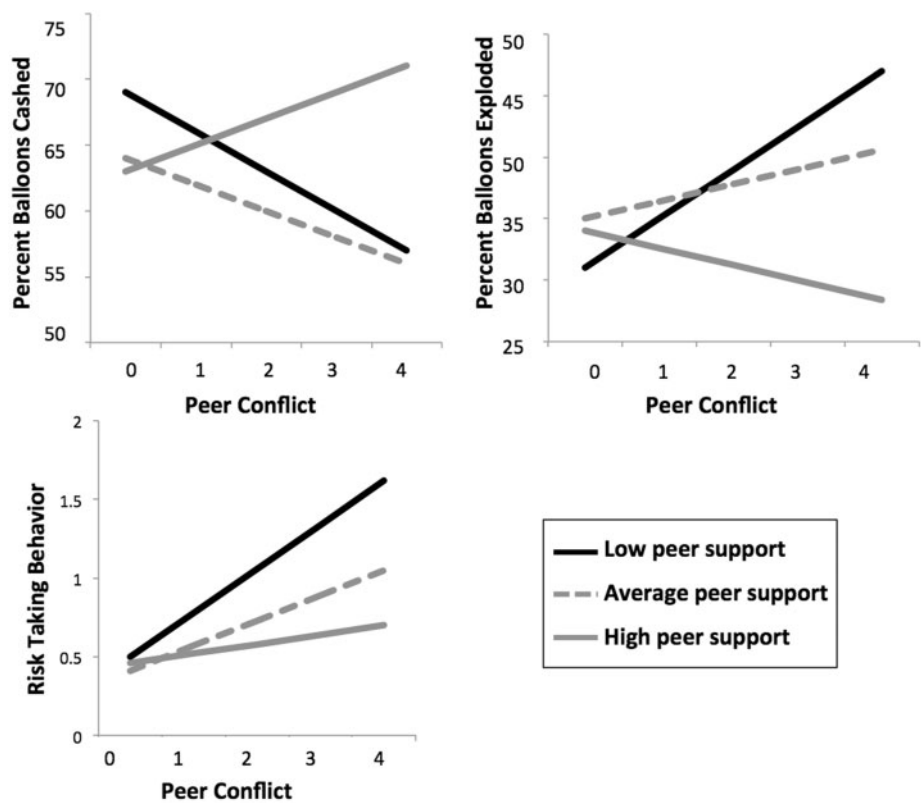 Percent Balloons Cashed
75
70
65
60
55
50
0 1 2 3 4
Peer Conflict
Percent Balloons Exploded
50
45
50
35
30
25
0 1 2 3 4
Peer Conflict
Risk Taking Behavior
2
1.5
1
0.5
0
0 1 2 3 4
Peer Conflict
Low peer support
Average peer support
High peer support